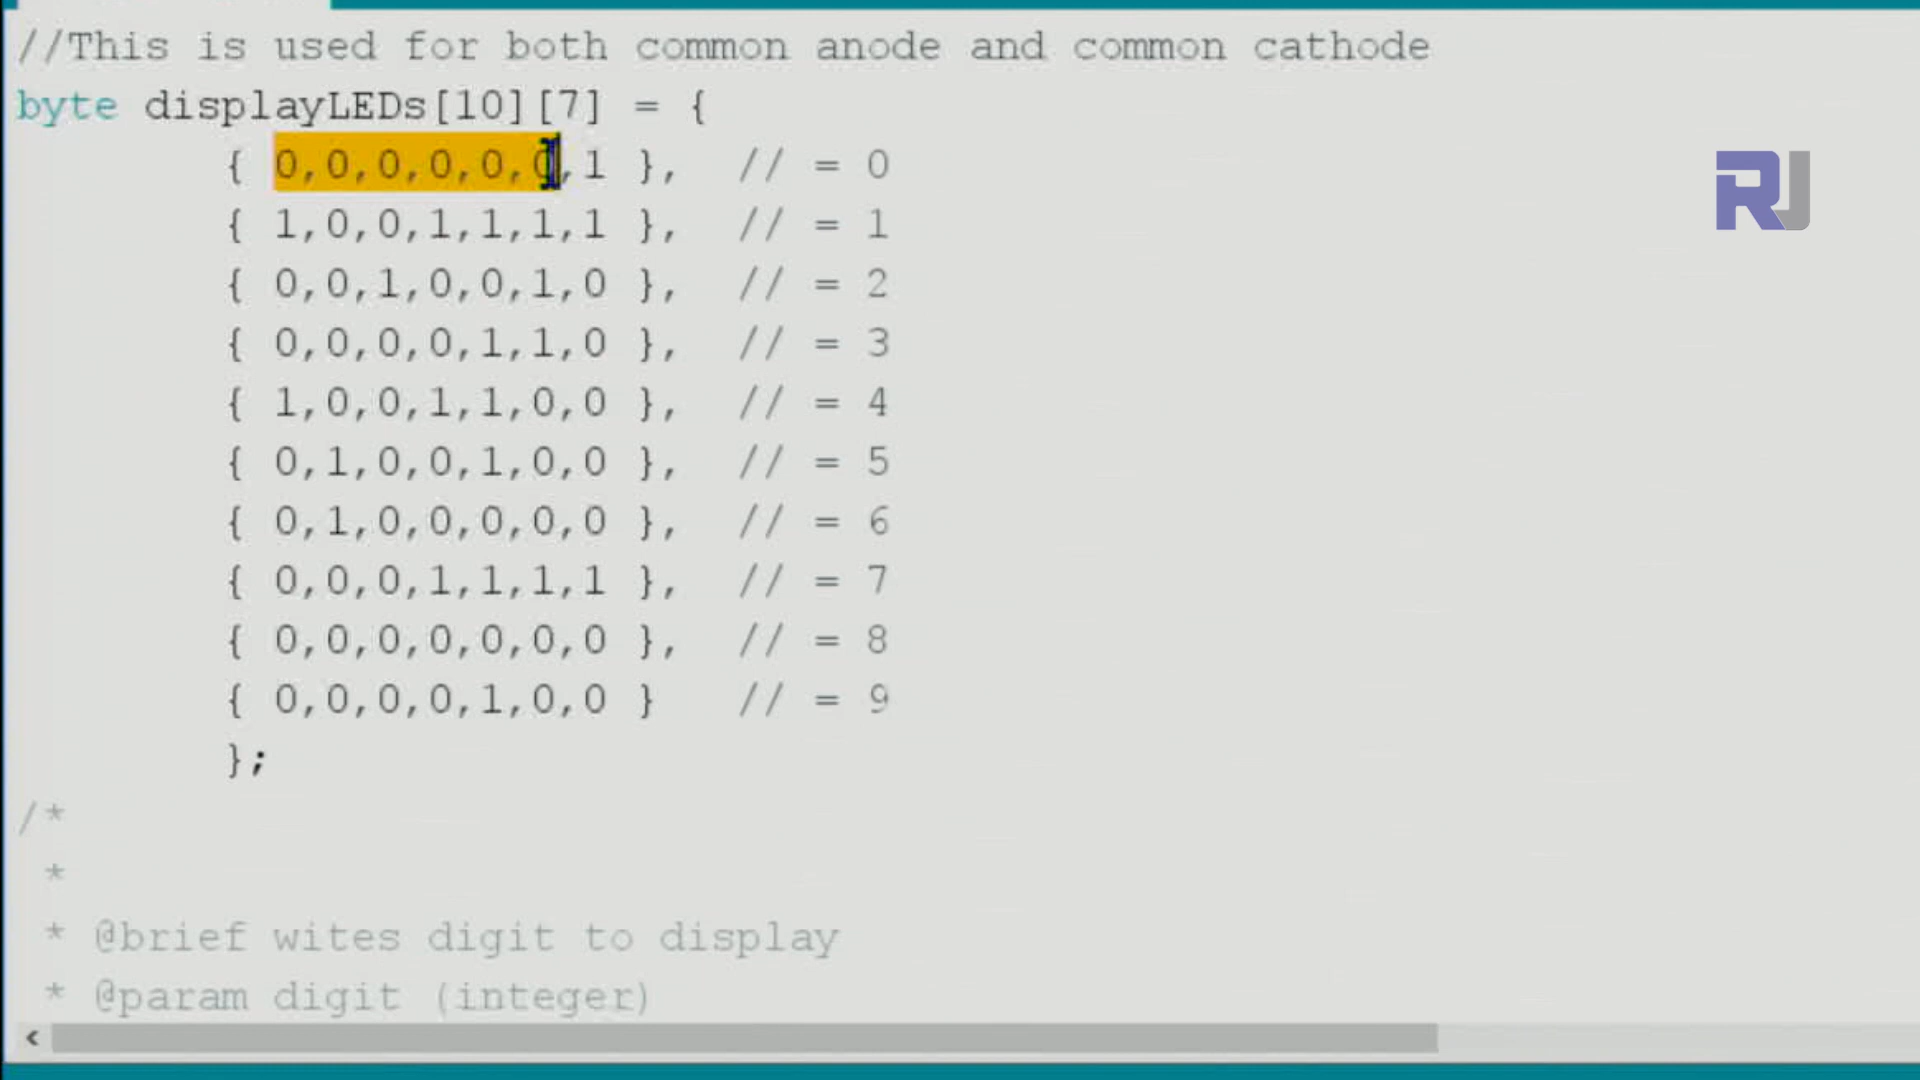 //This is used for both common anode and common cathode
byte displayLEDs[10][7] = {
{ 0,0,0,0,0,0,1 },   // = 0
{ 1,0,0,1,1,1,1 },   // = 1
{ 0,0,1,0,0,1,0 },   // = 2
{ 0,0,0,0,1,1,0 },   // = 3
{ 1,0,0,1,1,0,0 },   // = 4
{ 0,1,0,0,1,0,0 },   // = 5
{ 0,1,0,0,0,0,0 },   // = 6
{ 0,0,0,1,1,1,1 },   // = 7
{ 0,0,0,0,0,0,0 },   // = 8
{ 0,0,0,0,1,0,0 }   // = 9
};
/*
*
* @brief wites digit to display
* @param digit (integer)
RJ